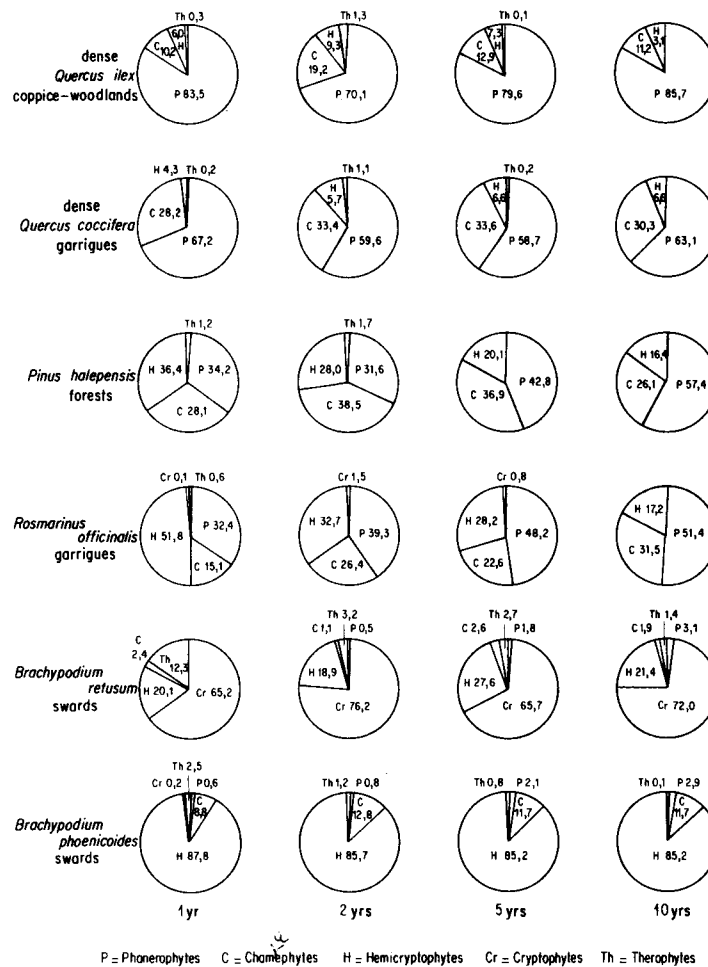 Th 0,3
Th 1,3
Th 0,1
dense
Quercus ilex
coppice-woodlands
C 10,2
6,0
H
P 83,5
H 9,3
C 19,2
P 70,1
7,3
H
C 12,9
P 79,6
C 11,2
H 3,1
P 85,7
H 4,3 Th 0,2
Th 1,1
Th 0,2
dense
Quercus coccifera
garrigues
C 28,2
P 67,2
H 5,7
C 33,4
P 59,6
H 6,6
C 33,6
P 58,7
H 6,6
C 30,3
P 63,1
Th 1,2
Th 1,7
Pinus halepensis
forests
H 36,4
P 34,2
C 28,1
H 28,0
P 31,6
C 38,5
H 20,1
P 42,8
C 36,9
H 16,4
P 57,4
C 26,1
Cr 0,1 Th 0,6
Cr 1,5
Cr 0,8
Rosmarinus
officinalis
garrigues
H 51,8
P 32,4
C 15,1
H 32,7
P 39,3
C 26,4
H 28,2
P 48,2
C 22,6
H 17,2
P 51,4
C 31,5
Brachypodium
retusum
swards
C 2,4
Th 12,3
H 20,1
Cr 65,2
Th 3,2
C 1,1 P 0,5
H 18,9
Cr 76,2
Th 2,7
C 2,6 P 1,8
H 27,6
Cr 65,7
Th 1,4
C 1,9 P 3,1
H 21,4
Cr 72,0
Brachypodium
phoenicoides
swards
Th 2,5
Cr 0,2 P 0,6
C 8,8
H 87,8
Th 1,2 P 0,8
C 12,8
H 85,7
Th 0,8 P 2,1
C 11,7
H 85,2
Th 0,1 P 2,9
C 11,7
H 85,2
1 yr 2 yrs 5 yrs 10 yrs
P = Phanerophytes C = Chamephytes H = Hemicryptophytes Cr = Cryptophytes Th = Therophytes